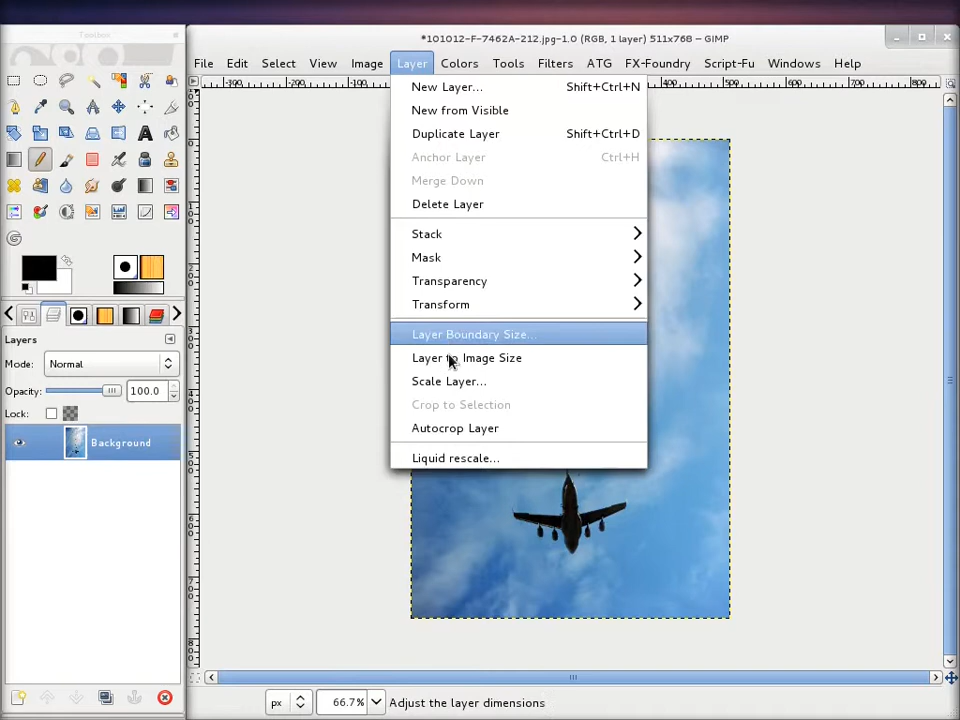 Toolbox
*101012-F-7462A-212.jpg-1.0 (RGB, 1 layer) 511x768 – GIMP
File Edit Select View Image Layer Colors Tools Filters ATG FX-Foundry Script-Fu Windows Help
New Layer... Shift+Ctrl+N
New from Visible
Duplicate Layer Shift+Ctrl+D
Anchor Layer Ctrl+H
Merge Down
Delete Layer
Stack
Mask
Transparency
Transform
Layer Boundary Size...
Layer to Image Size
Scale Layer...
Crop to Selection
Autocrop Layer
Liquid rescale...
Layers
Mode: Normal
Opacity: 100.0
Lock:
Background
px 66.7% Adjust the layer dimensions